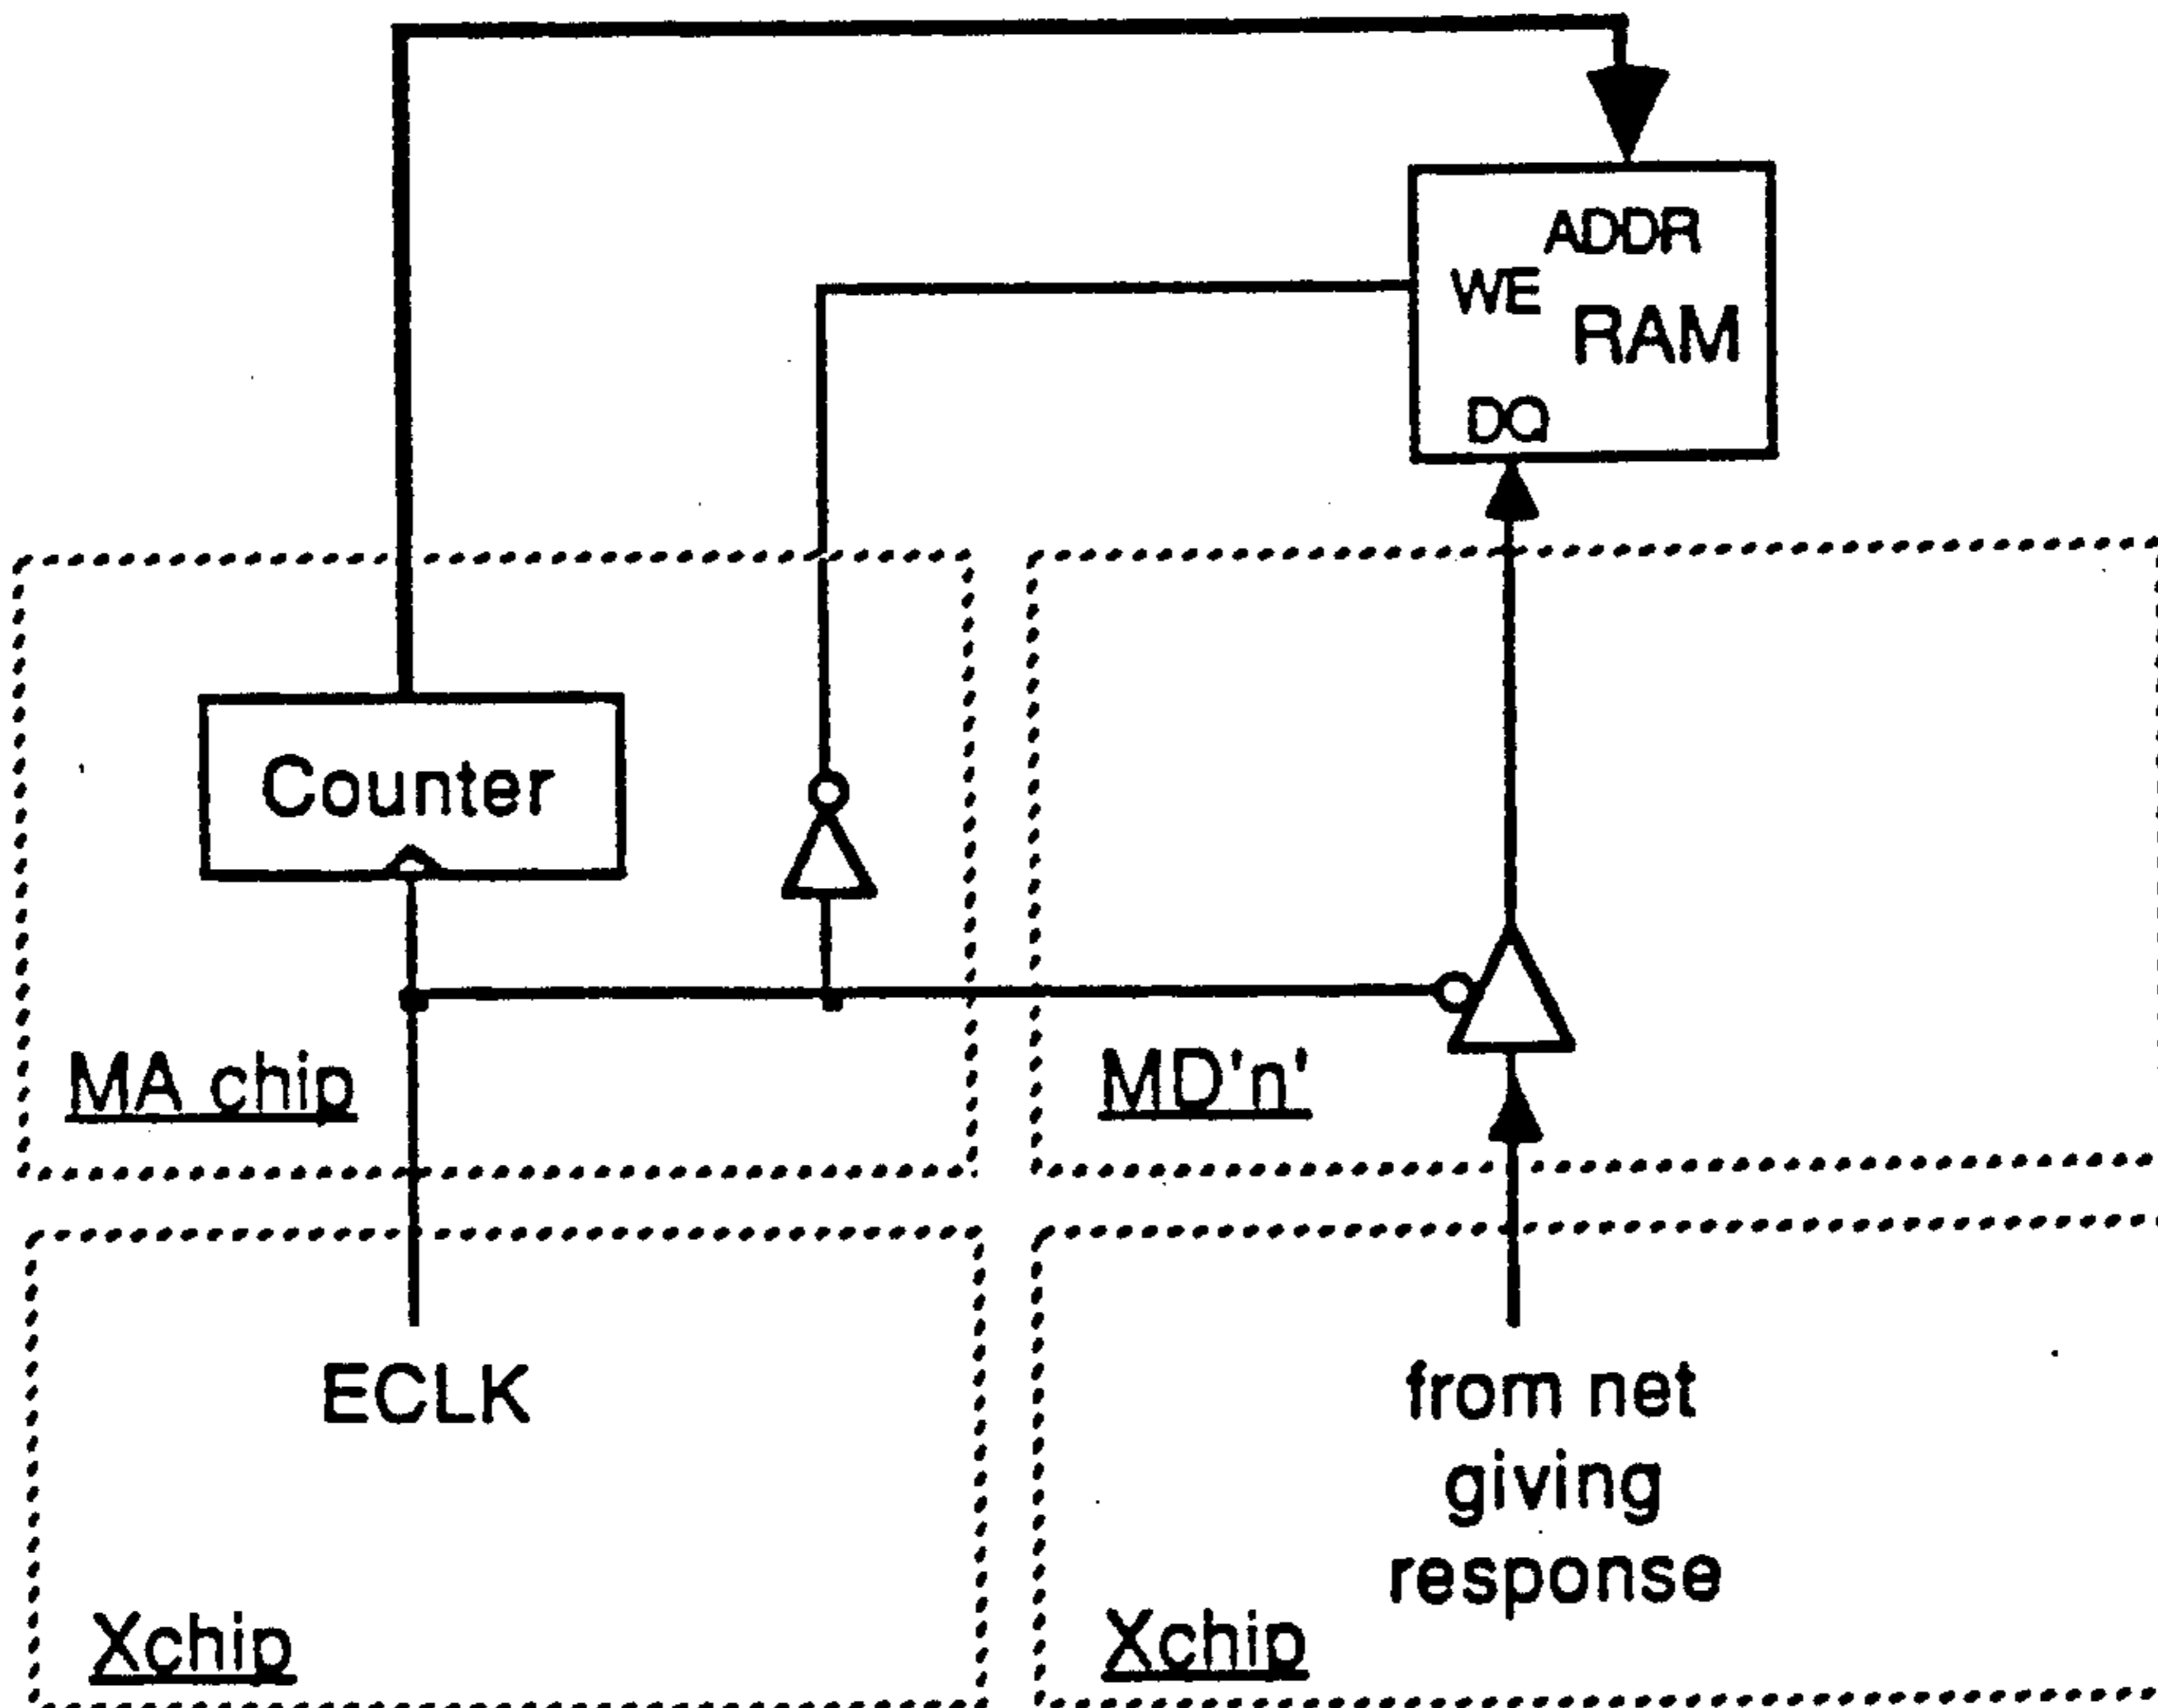 ADDR
WE
RAM
DQ
Counter
MA chip
MD'n'
ECLK
from net
giving
response
Xchip
Xchip